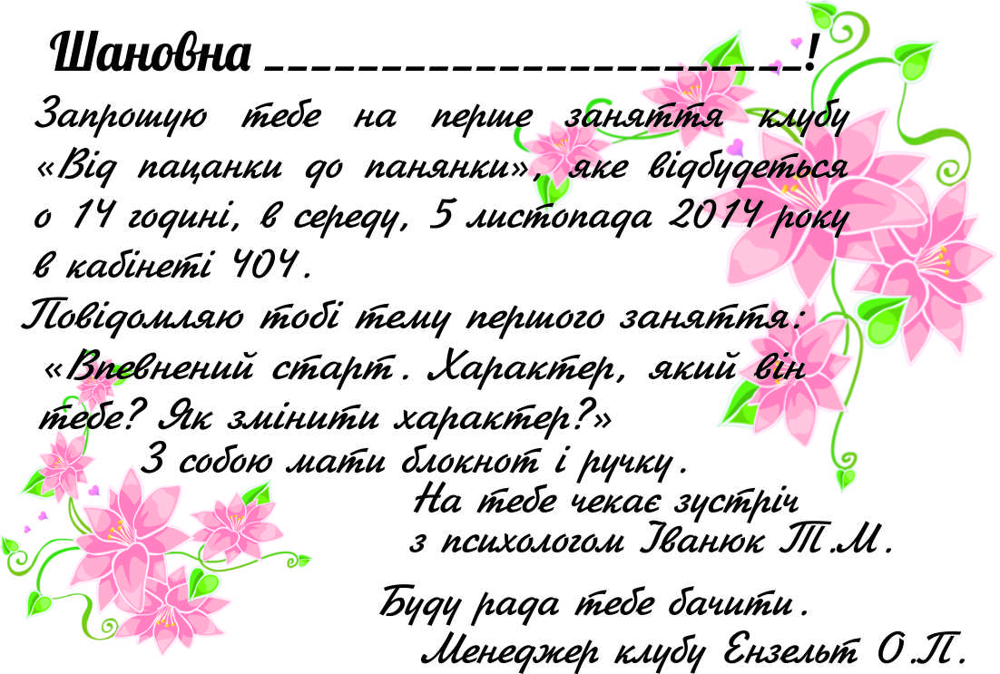 Шановна _______________________!
Запрошую тебе на перше заняття клубу
«Від пацанки до панянки», яке відбудеться
о 14 годині, в середу, 5 листопада 2014 року
в кабінеті 404.
Повідомляю тобі тему першого заняття:
«Впевнений старт. Характер, який він
тебе? Як змінити характер?»
З собою мати блокнот і ручку.
На тебе чекає зустріч
з психологом Іванюк Т.М.
Буду рада тебе бачити.
Менеджер клубу Ензельт О.П.